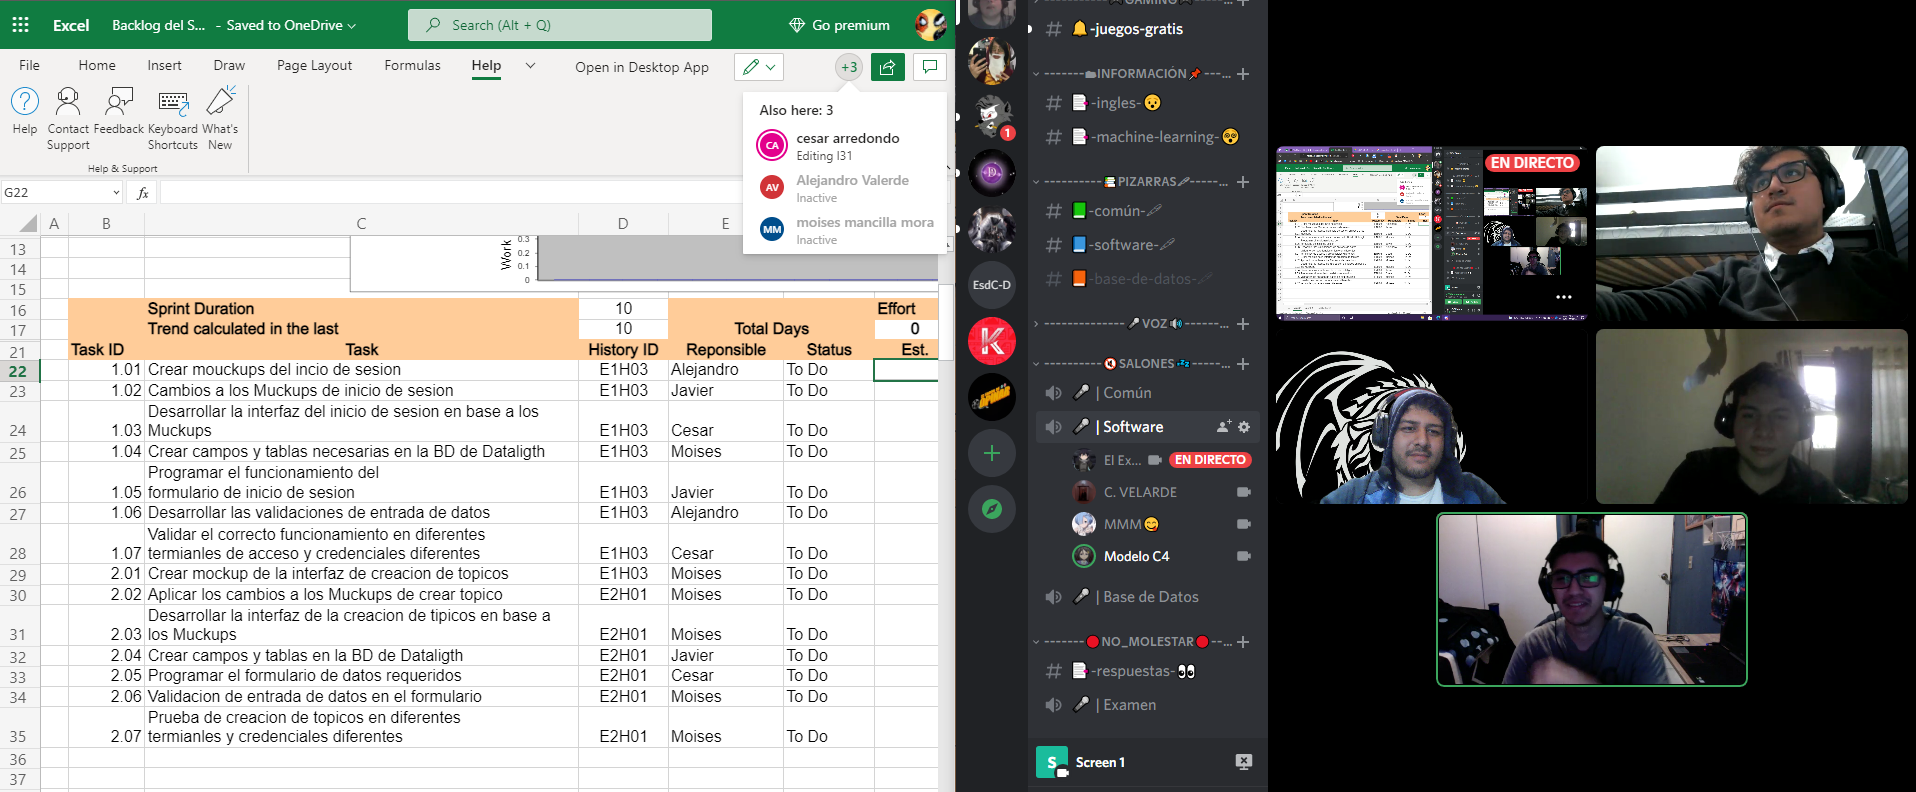 Excel
Backlog del S... - Saved to OneDrive
Search (Alt + Q)
Go premium
File Home Insert Draw Page Layout Formulas Help Open in Desktop App
+3
Help
Contact Support
Feedback
Keyboard Shortcuts
What's New
Help & Support
Also here: 3
CA
cesar arredondo
Editing I31
AV
Alejandro Valerde
Inactive
MM
moises mancilla mora
Inactive
G22
fx
A B C D E
13
14
15
Work
0.3
0.2
0.1
0
16 Sprint Duration 10 Effort
17 Trend calculated in the last 10 Total Days 0
21 Task ID Task History ID Reponsible Status Est.
22 1.01 Crear mouckups del incio de sesion E1H03 Alejandro To Do
23 1.02 Cambios a los Muckups de inicio de sesion E1H03 Javier To Do
Desarrollar la interfaz del inicio de sesion en base a los
24 1.03 Muckups E1H03 Cesar To Do
25 1.04 Crear campos y tablas necesarias en la BD de Dataligth E1H03 Moises To Do
Programar el funcionamiento del
26 1.05 formulario de inicio de sesion E1H03 Javier To Do
27 1.06 Desarrollar las validaciones de entrada de datos E1H03 Alejandro To Do
Validar el correcto funcionamiento en diferentes
28 1.07 termianles de acceso y credenciales diferentes E1H03 Cesar To Do
29 2.01 Crear mockup de la interfaz de creacion de topicos E1H03 Moises To Do
30 2.02 Aplicar los cambios a los Muckups de crear topico E2H01 Moises To Do
Desarrollar la interfaz de la creacion de tipicos en base a
31 2.03 los Muckups E2H01 Moises To Do
32 2.04 Crear campos y tablas en la BD de Dataligth E2H01 Javier To Do
33 2.05 Programar el formulario de datos requeridos E2H01 Cesar To Do
34 2.06 Validacion de entrada de datos en el formulario E2H01 Moises To Do
Prueba de creacion de topicos en diferentes
35 2.07 termianles y credenciales diferentes E2H01 Moises To Do
36
37
1
EsdC-D
K
GAMING
# 🔔-juegos-gratis
-------☁INFORMACIÓN📌----...
# -ingles-😮
# -machine-learning-😵
-------------PIZARRAS-----...
# 📗-común-
# 📘-software-
# 📙-base-de-datos-
----------------🎤VOZ🔊------...
-------------🔇SALONES💤--...
🎤 | Común
🎤 | Software
El Ex... EN DIRECTO
C. VELARDE
MMM😋
Modelo C4
🎤 | Base de Datos
---------🔴NO_MOLESTAR🔴--...
# -respuestas-👀
🎤 | Examen
S
Screen 1
EN DIRECTO